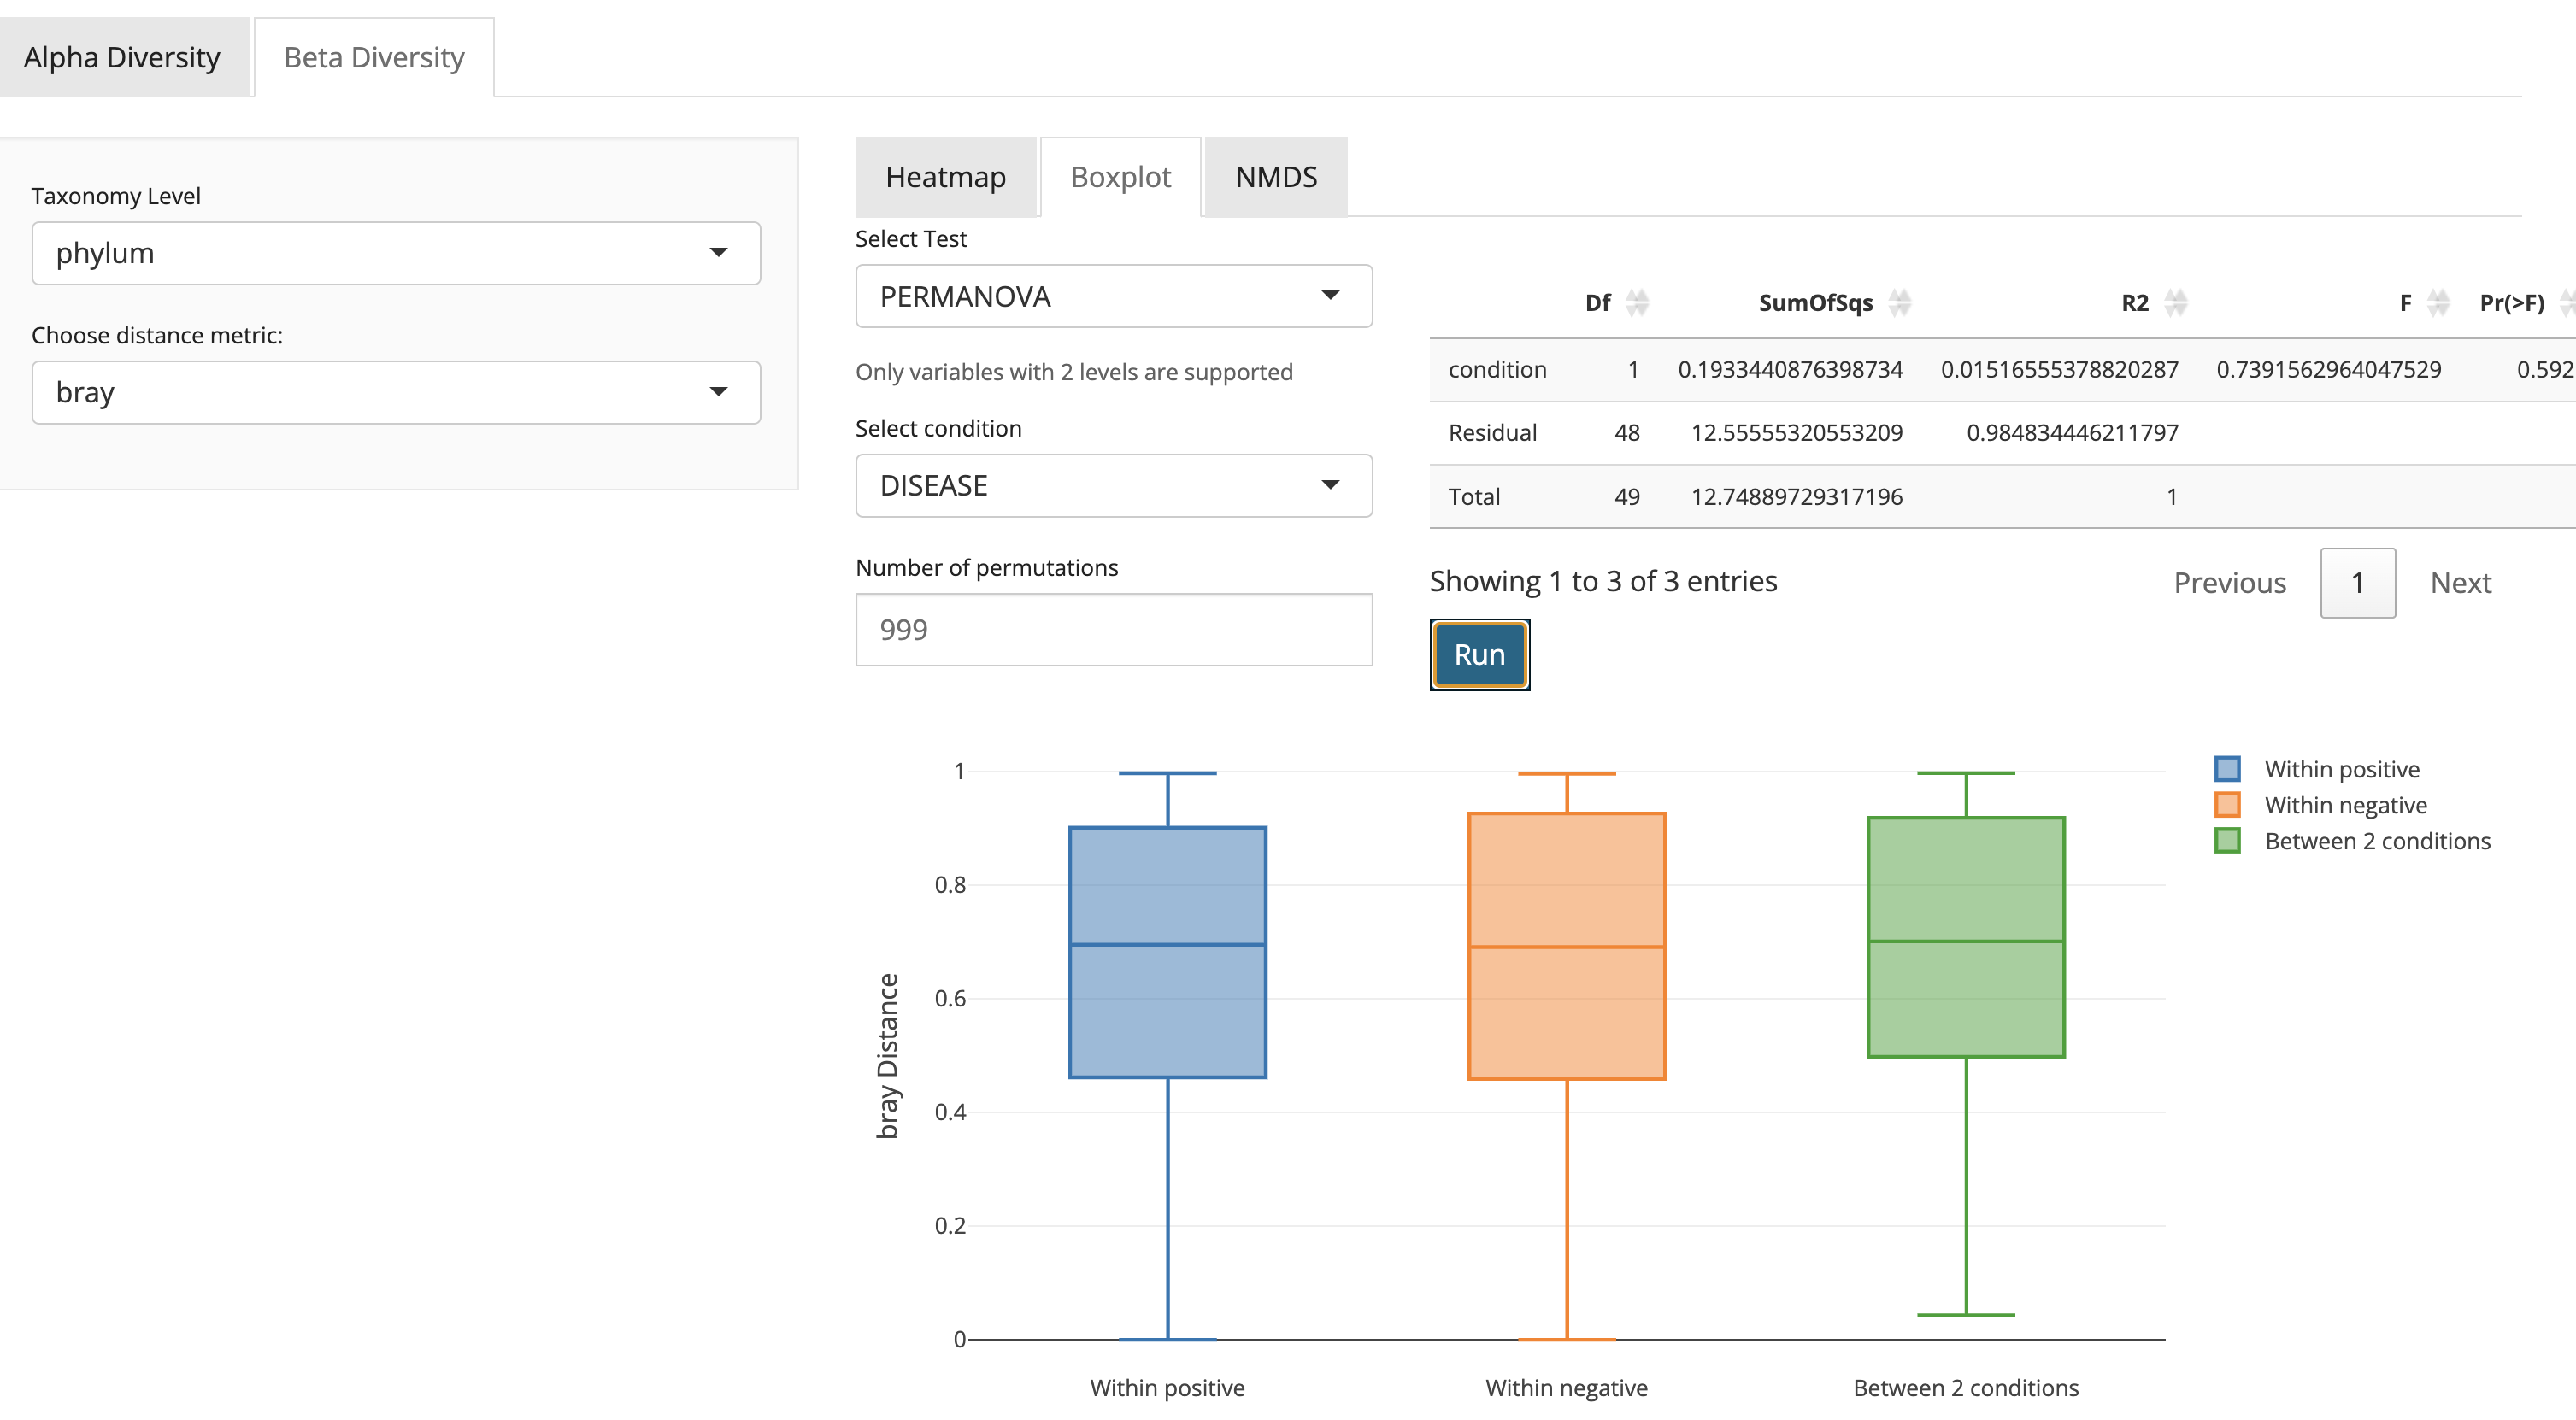 Alpha Diversity Beta Diversity
Taxonomy Level
phylum
Choose distance metric:
bray
Heatmap Boxplot NMDS
Select Test
PERMANOVA
Only variables with 2 levels are supported
Select condition
DISEASE
Number of permutations
999
Df SumOfSqs R2 F Pr(>F)
condition 1 0.1933440876398734 0.01516555378820287 0.7391562964047529 0.592
Residual 48 12.55555320553209 0.984834446211797
Total 49 12.74889729317196 1
Showing 1 to 3 of 3 entries
Previous 1 Next
Run
bray Distance
1
0.8
0.6
0.4
0.2
0
Within positive Within negative Between 2 conditions
Within positive
Within negative
Between 2 conditions